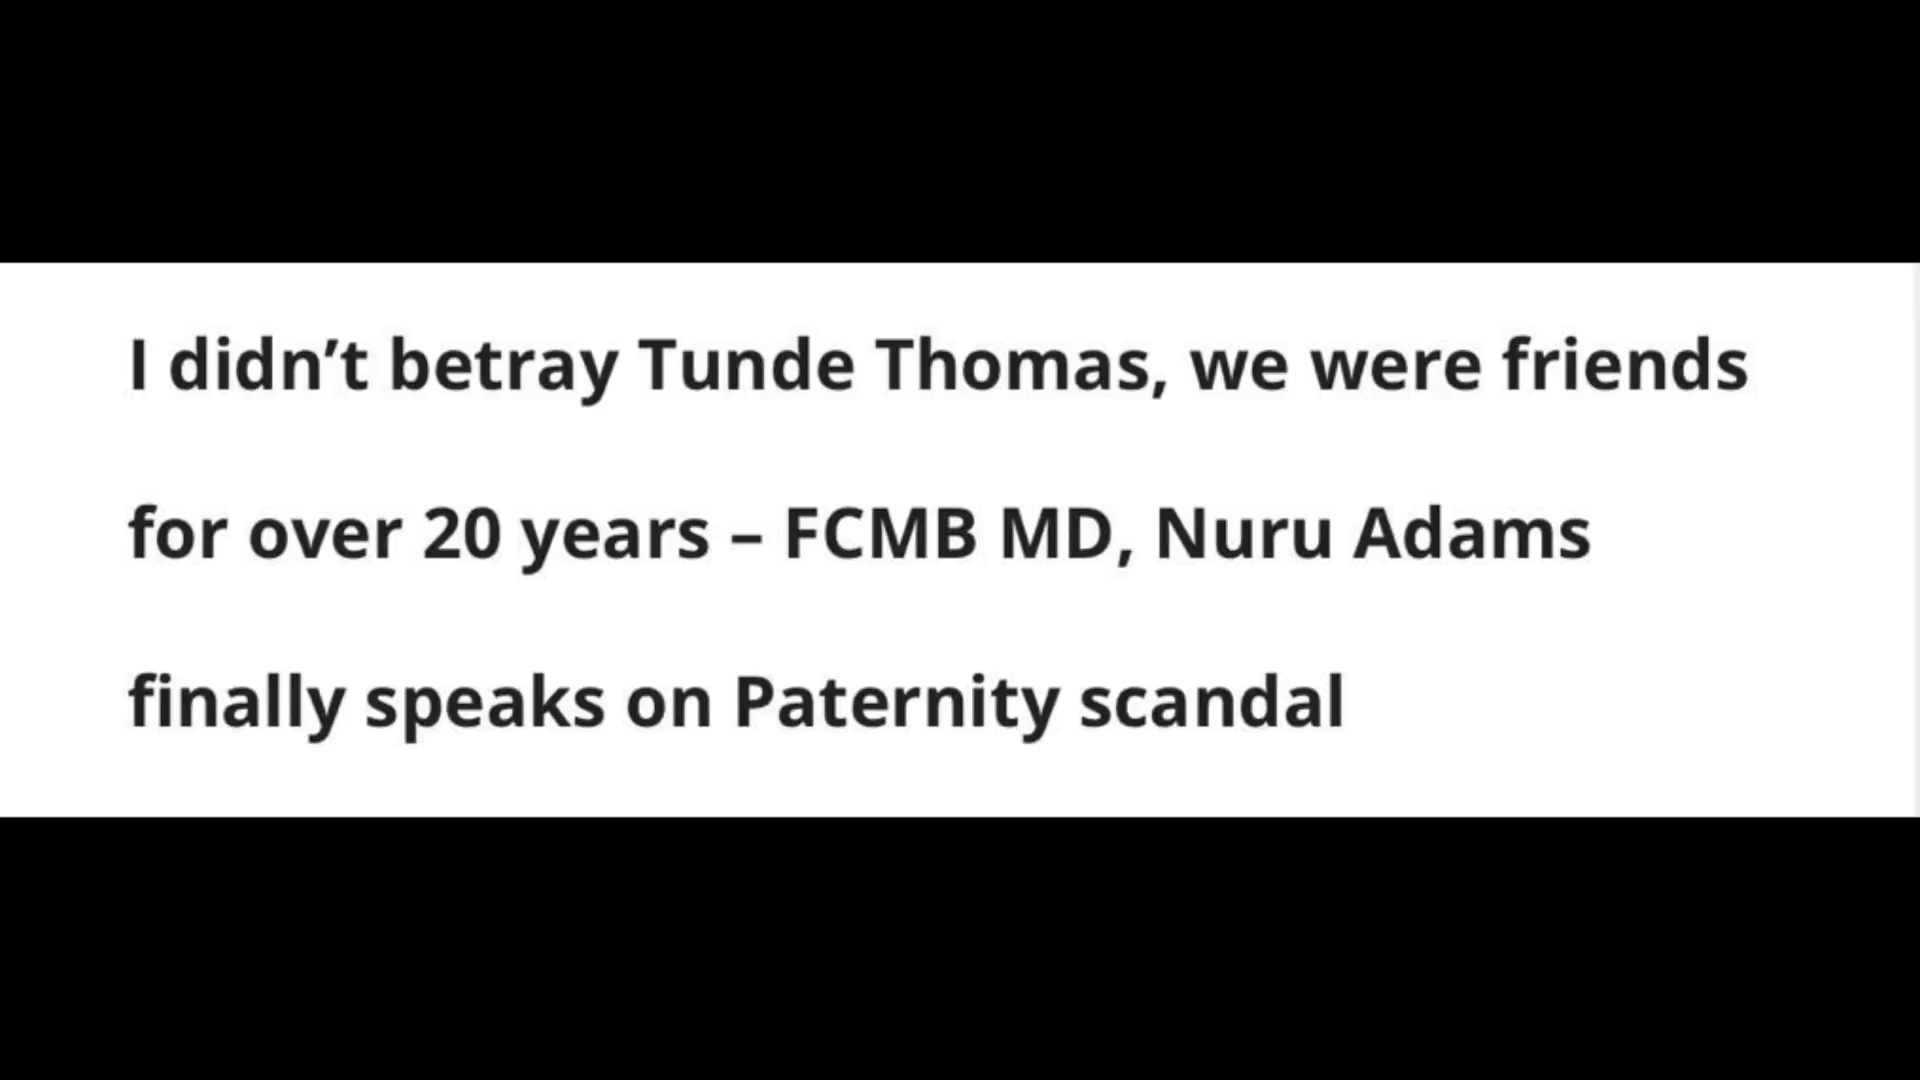 I didn’t betray Tunde Thomas, we were friends
for over 20 years – FCMB MD, Nuru Adams
finally speaks on Paternity scandal